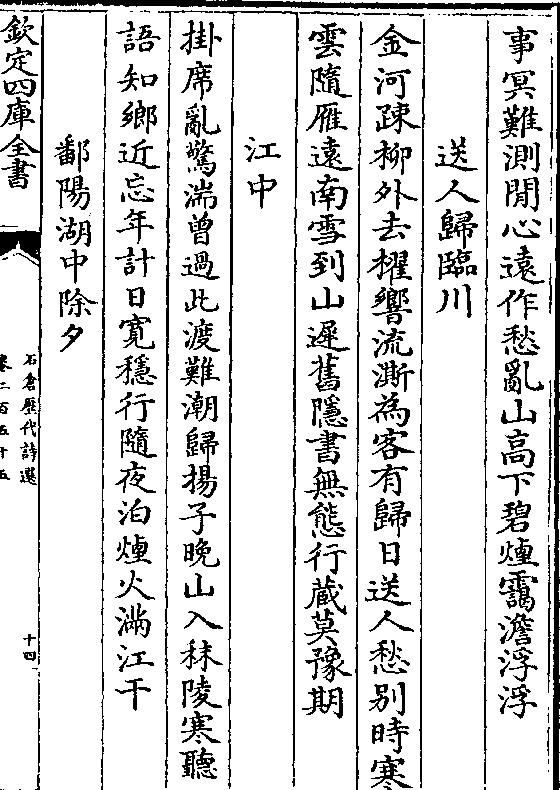 事冥難測閒心遠作愁亂山高下碧煙靄澹浮浮
送人歸臨川
金河疎柳外去櫂響流澌為客有歸日送人愁别時寒
雲隨雁遠南雪到山遲舊隱書無態行蔵莫豫期
江中
掛席亂驚湍曾過此渡難潮歸揚子晚山入秣陵寒聽
語知鄉近忘年計日寛穩行隨夜泊煙火滿江干
鄱陽湖中除夕
欽定四庫全書
石倉歷代詩選
卷二百五十五
十四